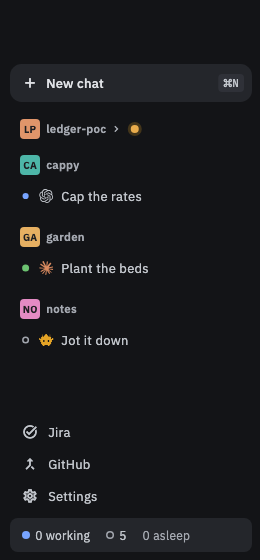 New chat ⌘N
LP ledger-poc
CA cappy
Cap the rates
GA garden
Plant the beds
NO notes
Jot it down
Jira
GitHub
Settings
0 working 5 0 asleep